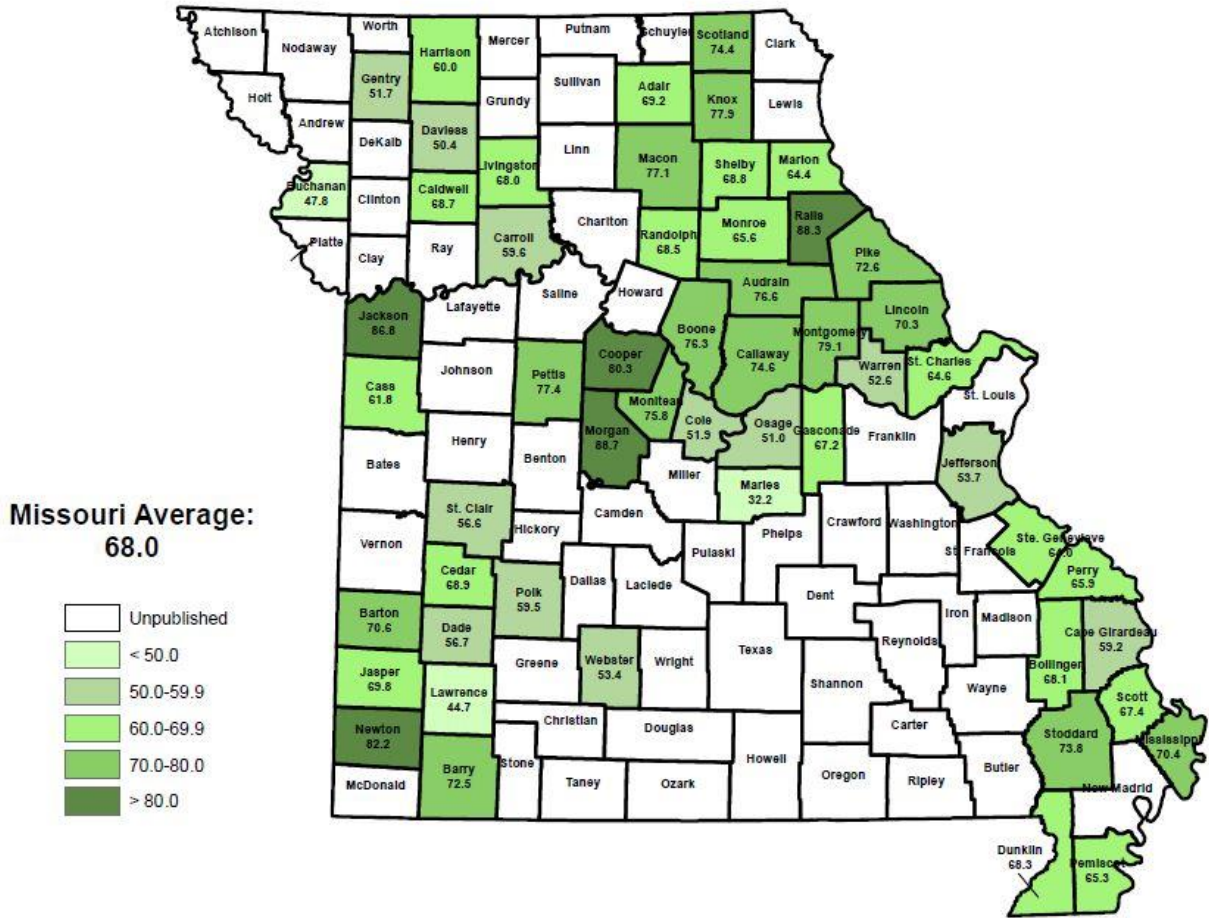 Atchison
Nodaway
Worth
Harrison
60.0
Mercer
Putnam
Schuyler
Scotland
74.4
Clark
Holt
Gentry
51.7
Grundy
Sullivan
Adair
69.2
Knox
77.9
Lewis
Andrew
DeKalb
Daviess
50.4
Livingston
68.0
Linn
Macon
77.1
Shelby
68.8
Marion
64.4
Buchanan
47.8
Clinton
Caldwell
68.7
Chariton
Randolph
68.5
Monroe
65.6
Ralls
88.3
Platte
Clay
Ray
Carroll
59.6
Pike
72.6
Jackson
86.8
Lafayette
Saline
Howard
Audrain
76.6
Lincoln
70.3
Boone
76.3
Callaway
74.6
Montgomery
79.1
Warren
52.6
St. Charles
64.6
Cass
61.8
Johnson
Pettis
77.4
Cooper
80.3
Moniteau
75.8
Cole
51.9
Osage
51.0
Gasconade
67.2
Franklin
St. Louis
Bates
Henry
Benton
Morgan
88.7
Miller
Maries
32.2
Jefferson
53.7
Missouri Average:
68.0
Vernon
St. Clair
56.6
Hickory
Camden
Pulaski
Phelps
Crawford
Washington
St. Francois
Ste. Genevieve
64.0
Perry
65.9
Cedar
68.9
Polk
59.5
Dallas
Laclede
Dent
Iron
Madison
Unpublished
< 50.0
50.0-59.9
60.0-69.9
70.0-80.0
> 80.0
Barton
70.6
Dade
56.7
Greene
Webster
53.4
Wright
Texas
Reynolds
Bollinger
68.1
Cape Girardeau
59.2
Jasper
69.8
Lawrence
44.7
Shannon
Wayne
Scott
67.4
Newton
82.2
Christian
Douglas
Howell
Carter
Stoddard
73.8
Mississippi
70.4
McDonald
Barry
72.5
Stone
Taney
Ozark
Oregon
Ripley
Butler
New Madrid
Dunklin
68.3
Pemiscot
65.3